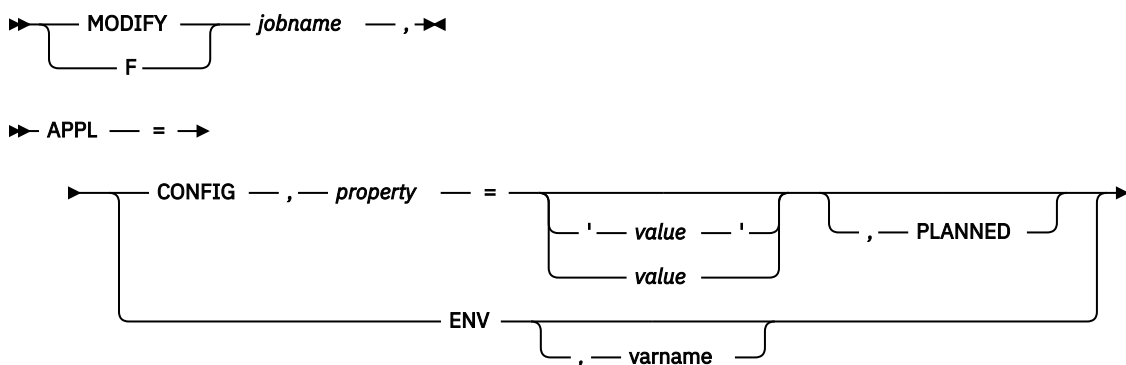 MODIFY jobname ,
F
APPL =
CONFIG , property =
' value ' , PLANNED
value
ENV
, varname